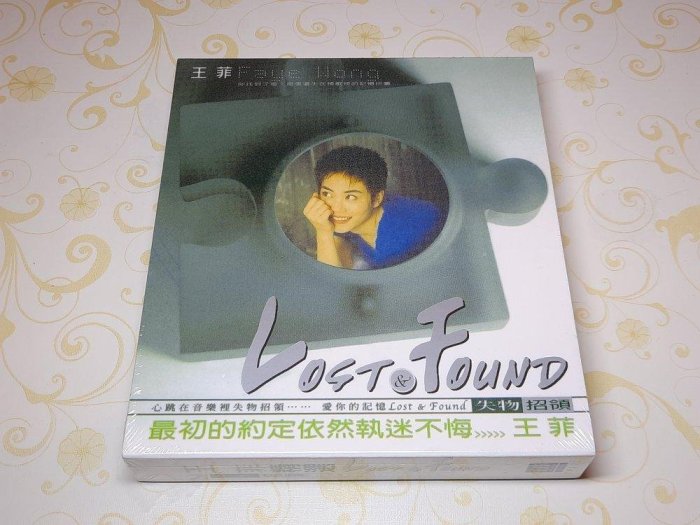 王菲 Faye Wong
LOST & FOUND
心跳在音樂裡失物招領⋯⋯ 愛你的記憶Lost & Found 失物招領
最初的約定依然執迷不悔>>>>> 王菲
LOST & FOUND